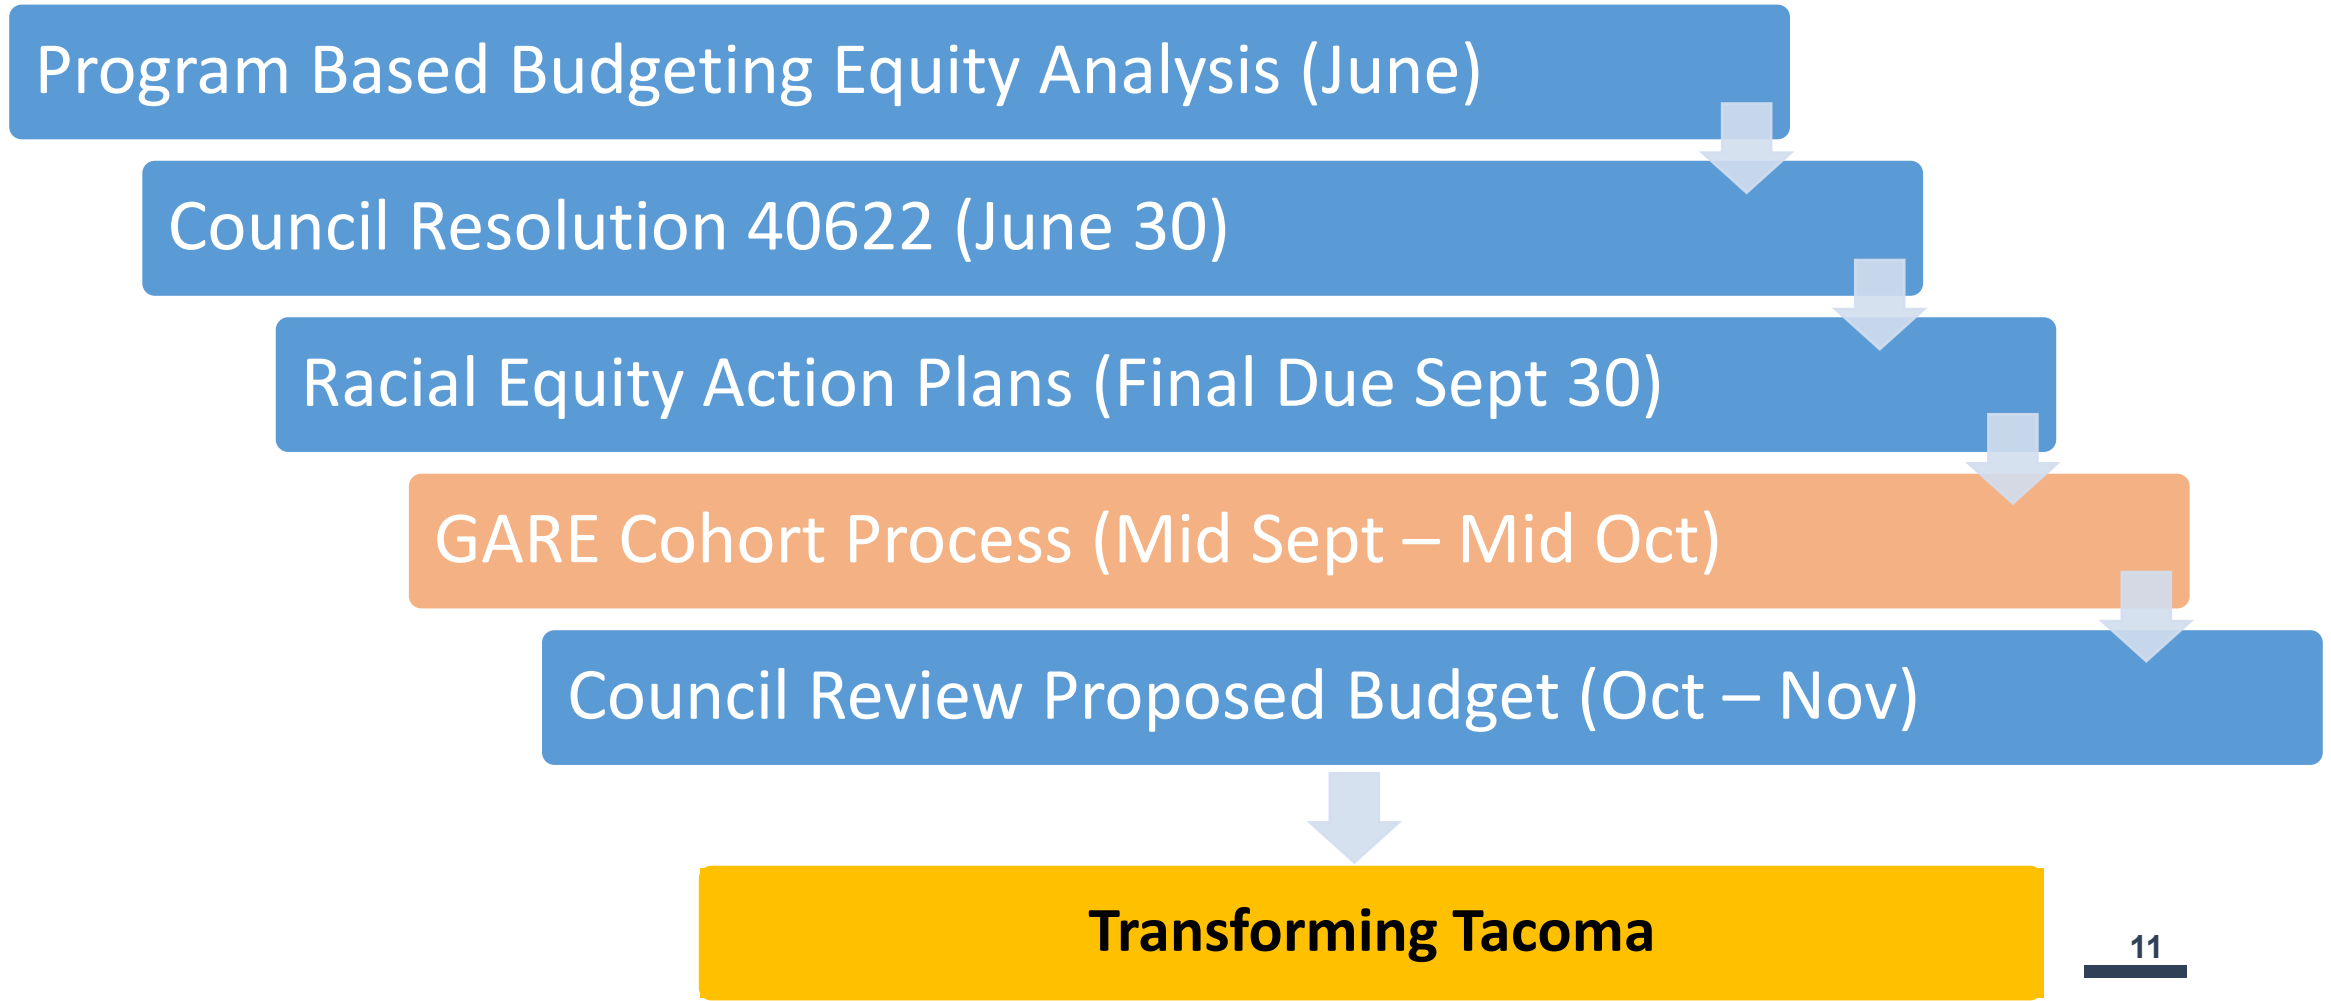 Program Based Budgeting Equity Analysis (June)
Council Resolution 40622 (June 30)
Racial Equity Action Plans (Final Due Sept 30)
GARE Cohort Process (Mid Sept – Mid Oct)
Council Review Proposed Budget (Oct – Nov)
Transforming Tacoma
11